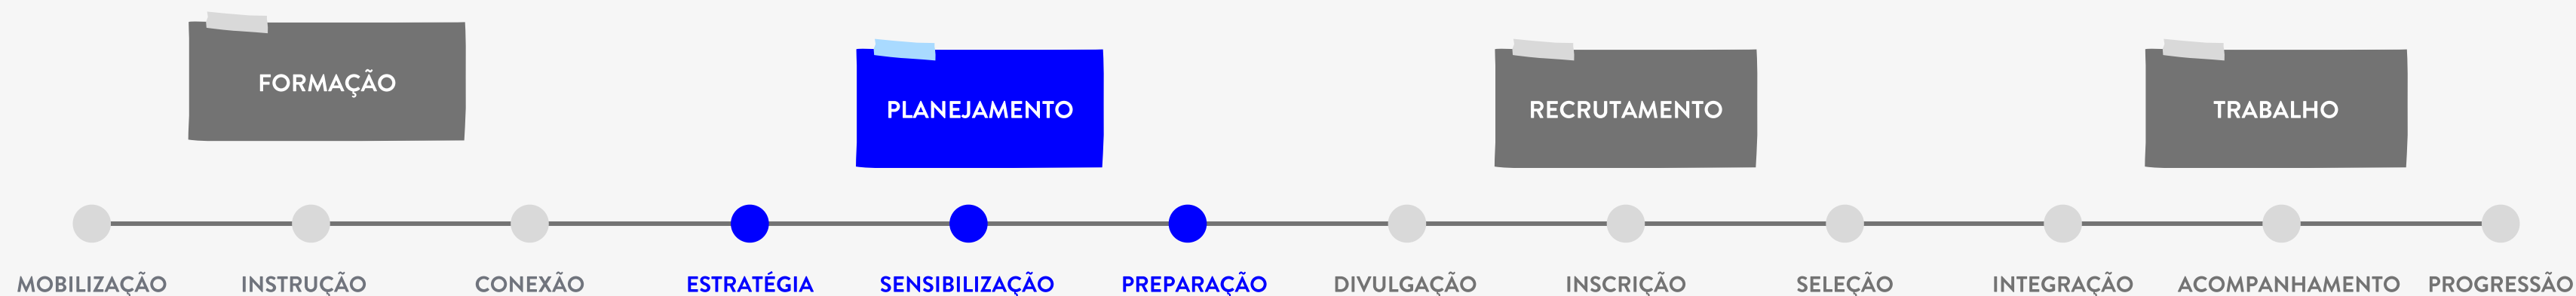 FORMAÇÃO
PLANEJAMENTO
RECRUTAMENTO
TRABALHO
MOBILIZAÇÃO
INSTRUÇÃO
CONEXÃO
ESTRATÉGIA
SENSIBILIZAÇÃO
PREPARAÇÃO
DIVULGAÇÃO
INSCRIÇÃO
SELEÇÃO
INTEGRAÇÃO
ACOMPANHAMENTO
PROGRESSÃO